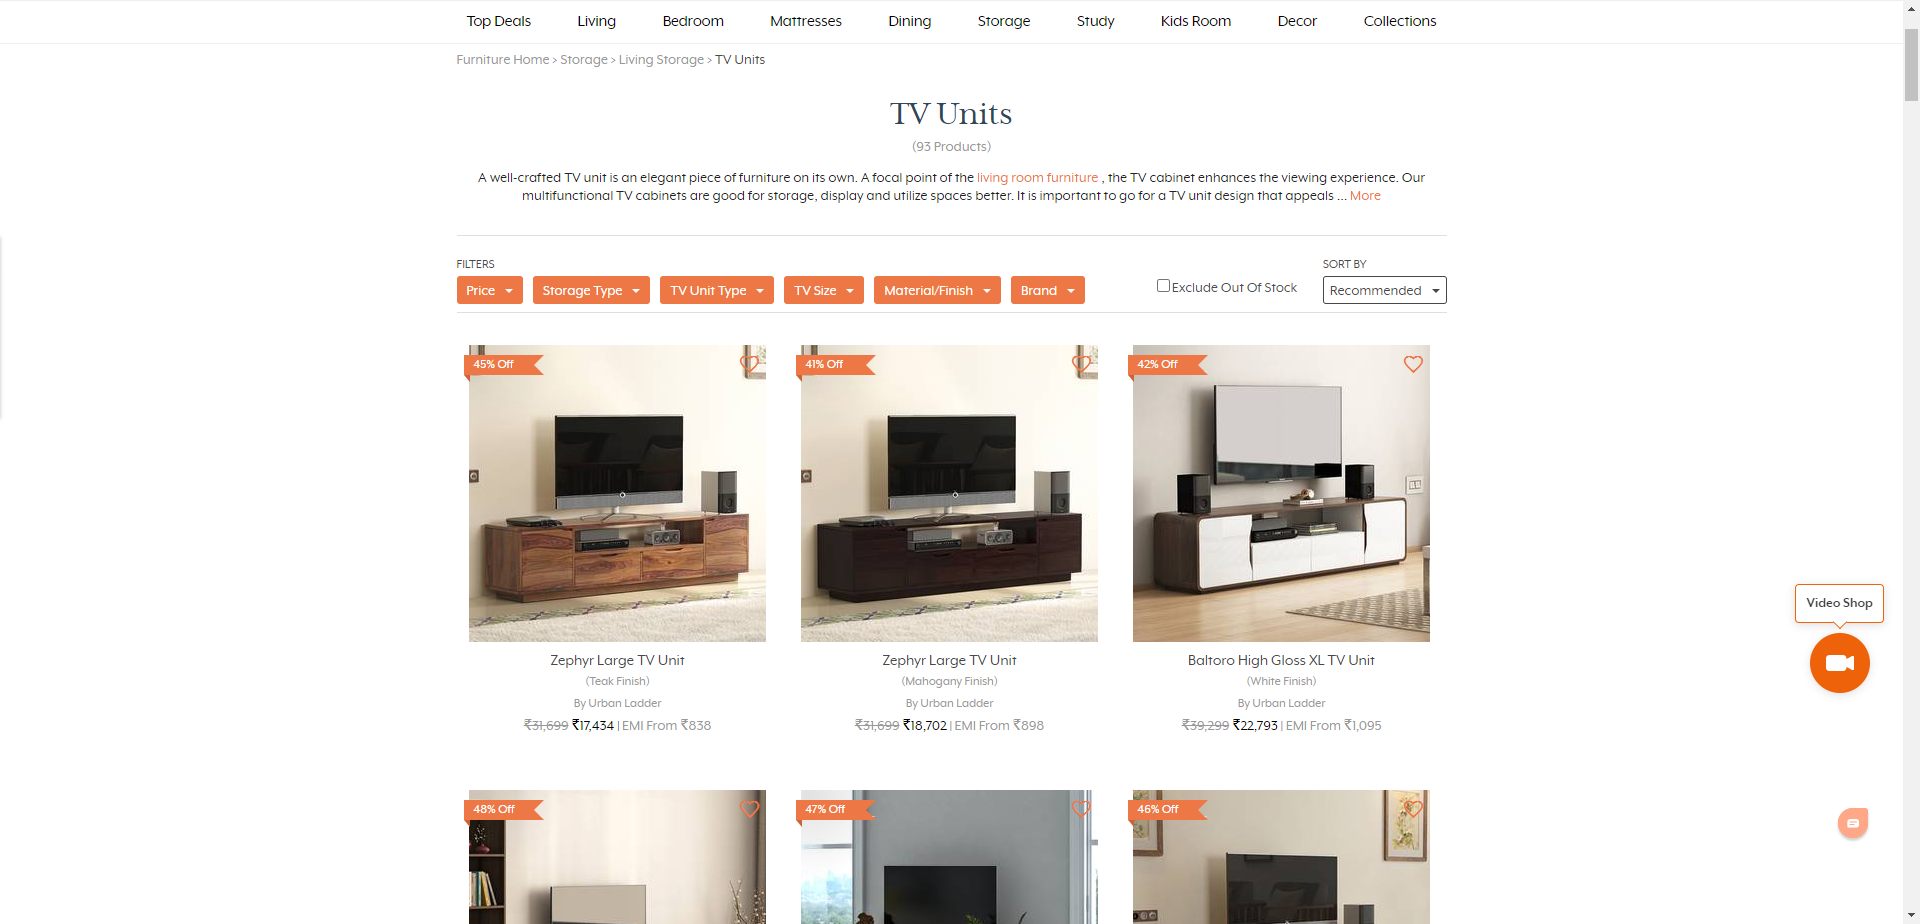 Top Deals Living Bedroom Mattresses Dining Storage Study Kids Room Decor Collections
Furniture Home > Storage > Living Storage > TV Units
TV Units
(93 Products)
A well-crafted TV unit is an elegant piece of furniture on its own. A focal point of the living room furniture , the TV cabinet enhances the viewing experience. Our
multifunctional TV cabinets are good for storage, display and utilize spaces better. It is important to go for a TV unit design that appeals ... More
FILTERS
SORT BY
Price Storage Type TV Unit Type TV Size Material/Finish Brand Exclude Out Of Stock Recommended
45% Off
41% Off
42% Off
Zephyr Large TV Unit
(Teak Finish)
By Urban Ladder
₹31,699 ₹17,434 | EMI From ₹838
Zephyr Large TV Unit
(Mahogany Finish)
By Urban Ladder
₹31,699 ₹18,702 | EMI From ₹898
Baltoro High Gloss XL TV Unit
(White Finish)
By Urban Ladder
₹39,299 ₹22,793 | EMI From ₹1,095
Video Shop
48% Off
47% Off
46% Off